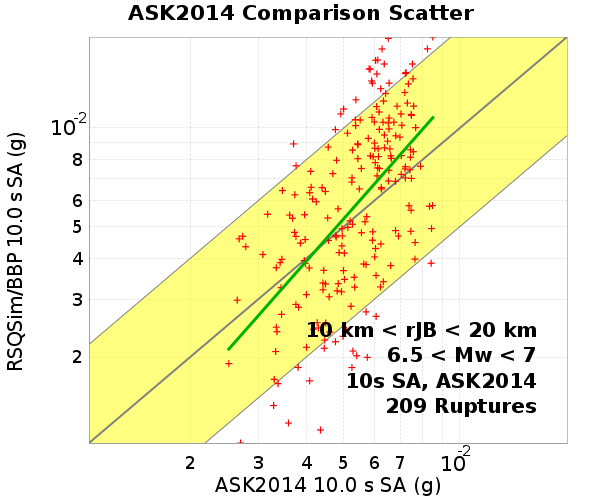 ASK2014 Comparison Scatter
RSQSim/BBP 10.0 s SA (g)
10-2
8
6
5
4
3
2
10 km < rJB < 20 km
6.5 < Mw < 7
10s SA, ASK2014
209 Ruptures
2 3 4 5 6 7 10-2
ASK2014 10.0 s SA (g)